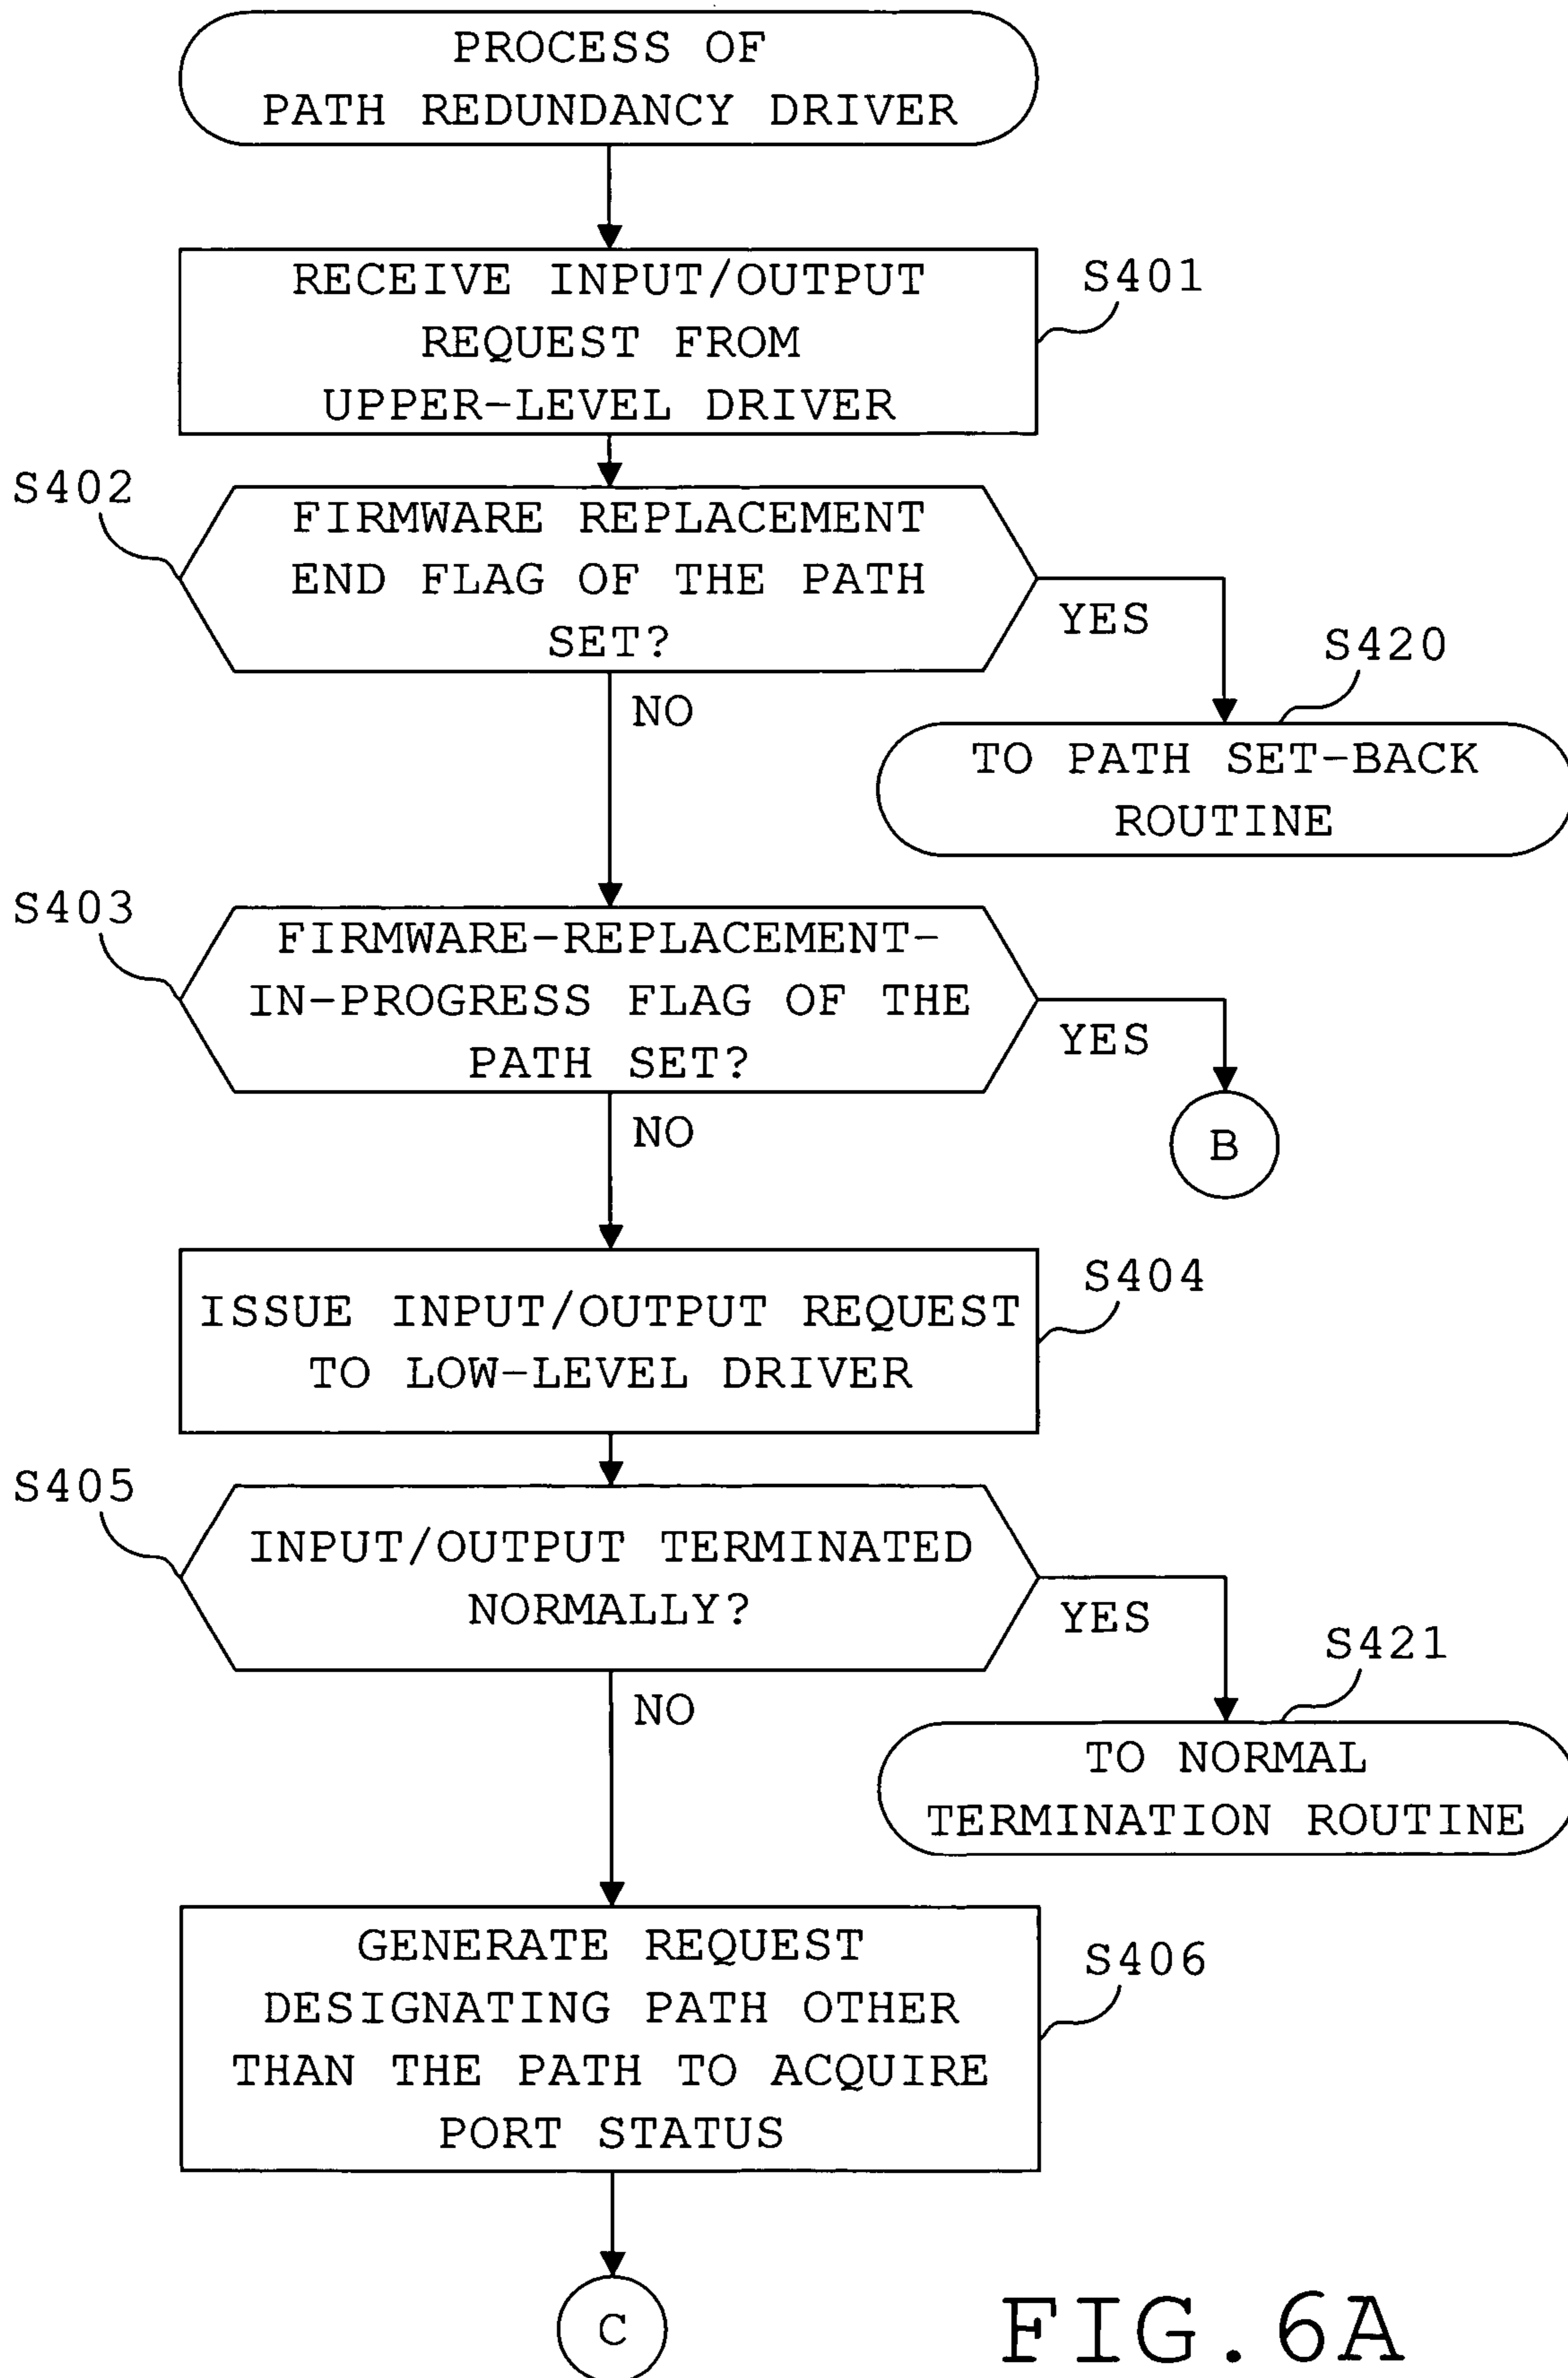 PROCESS OF
PATH REDUNDANCY DRIVER
RECEIVE INPUT/OUTPUT
REQUEST FROM
UPPER-LEVEL DRIVER
S401
S402
FIRMWARE REPLACEMENT
END FLAG OF THE PATH
SET?
YES
NO
S420
TO PATH SET-BACK
ROUTINE
S403
FIRMWARE-REPLACEMENT-
IN-PROGRESS FLAG OF THE
PATH SET?
YES
NO
B
ISSUE INPUT/OUTPUT REQUEST
TO LOW-LEVEL DRIVER
S404
S405
INPUT/OUTPUT TERMINATED
NORMALLY?
YES
NO
S421
TO NORMAL
TERMINATION ROUTINE
GENERATE REQUEST
DESIGNATING PATH OTHER
THAN THE PATH TO ACQUIRE
PORT STATUS
S406
C
FIG.6A